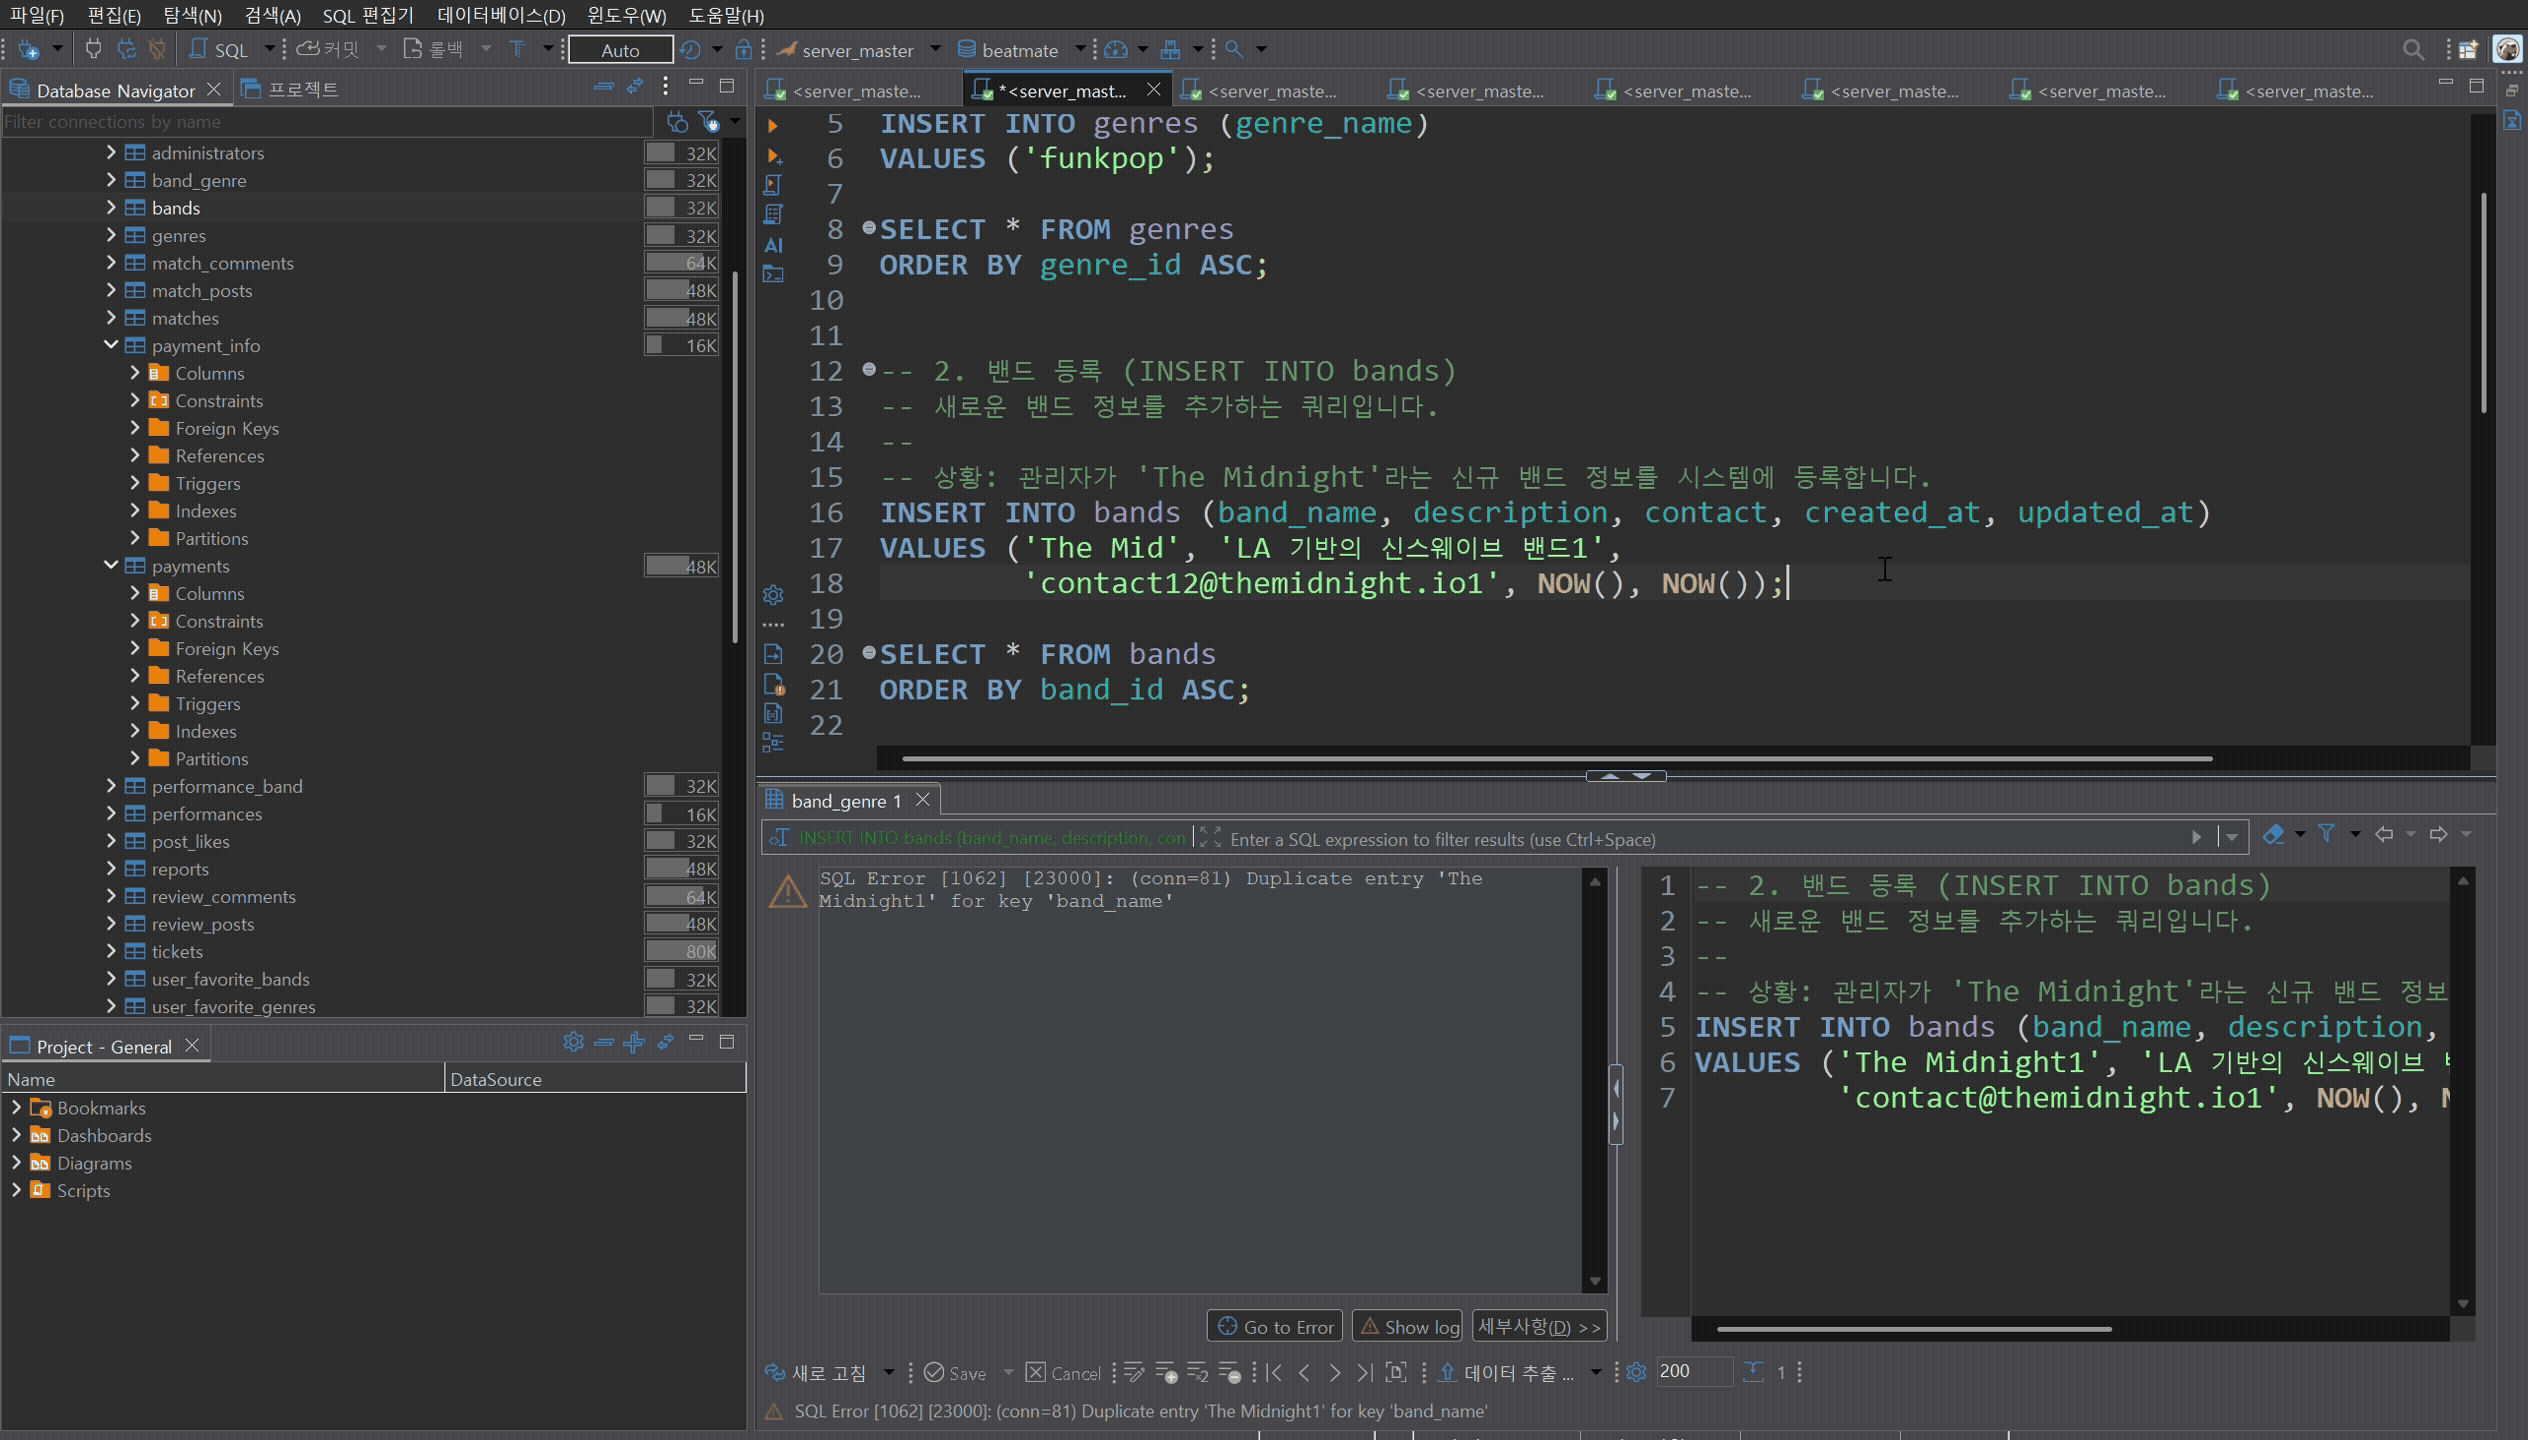 파일(F) 편집(E) 탐색(N) 검색(A) SQL 편집기 데이터베이스(D) 윈도우(W) 도움말(H)
SQL 커밋 롤백 T Auto server_master beatmate
Database Navigator 프로젝트
Filter connections by name
administrators 32K
band_genre 32K
bands 32K
genres 32K
match_comments 64K
match_posts 48K
matches 48K
payment_info 16K
Columns
Constraints
Foreign Keys
References
Triggers
Indexes
Partitions
payments 48K
Columns
Constraints
Foreign Keys
References
Triggers
Indexes
Partitions
performance_band 32K
performances 16K
post_likes 32K
reports 48K
review_comments 64K
review_posts 48K
tickets 80K
user_favorite_bands 32K
user_favorite_genres 32K
Project - General
Name DataSource
Bookmarks
Dashboards
Diagrams
Scripts
<server_maste... *<server_mast... <server_maste... <server_maste... <server_maste... <server_maste... <server_maste... <server_maste...
AI
5 INSERT INTO genres (genre_name)
6 VALUES ('funkpop');
7
8 SELECT * FROM genres
9 ORDER BY genre_id ASC;
10
11
12 -- 2. 밴드 등록 (INSERT INTO bands)
13 -- 새로운 밴드 정보를 추가하는 쿼리입니다.
14 --
15 -- 상황: 관리자가 'The Midnight'라는 신규 밴드 정보를 시스템에 등록합니다.
16 INSERT INTO bands (band_name, description, contact, created_at, updated_at)
17 VALUES ('The Mid', 'LA 기반의 신스웨이브 밴드1',
18 'contact12@themidnight.io1', NOW(), NOW());
19
20 SELECT * FROM bands
21 ORDER BY band_id ASC;
22
band_genre 1
INSERT INTO bands (band_name, description, con Enter a SQL expression to filter results (use Ctrl+Space)
SQL Error [1062] [23000]: (conn=81) Duplicate entry 'The
Midnight1' for key 'band_name'
1 -- 2. 밴드 등록 (INSERT INTO bands)
2 -- 새로운 밴드 정보를 추가하는 쿼리입니다.
3 --
4 -- 상황: 관리자가 'The Midnight'라는 신규 밴드 정보
5 INSERT INTO bands (band_name, description,
6 VALUES ('The Midnight1', 'LA 기반의 신스웨이브
7 'contact@themidnight.io1', NOW(), N
Go to Error Show log 세부사항(D) >>
새로 고침 Save Cancel 데이터 추출 ... 200 1
SQL Error [1062] [23000]: (conn=81) Duplicate entry 'The Midnight1' for key 'band_name'